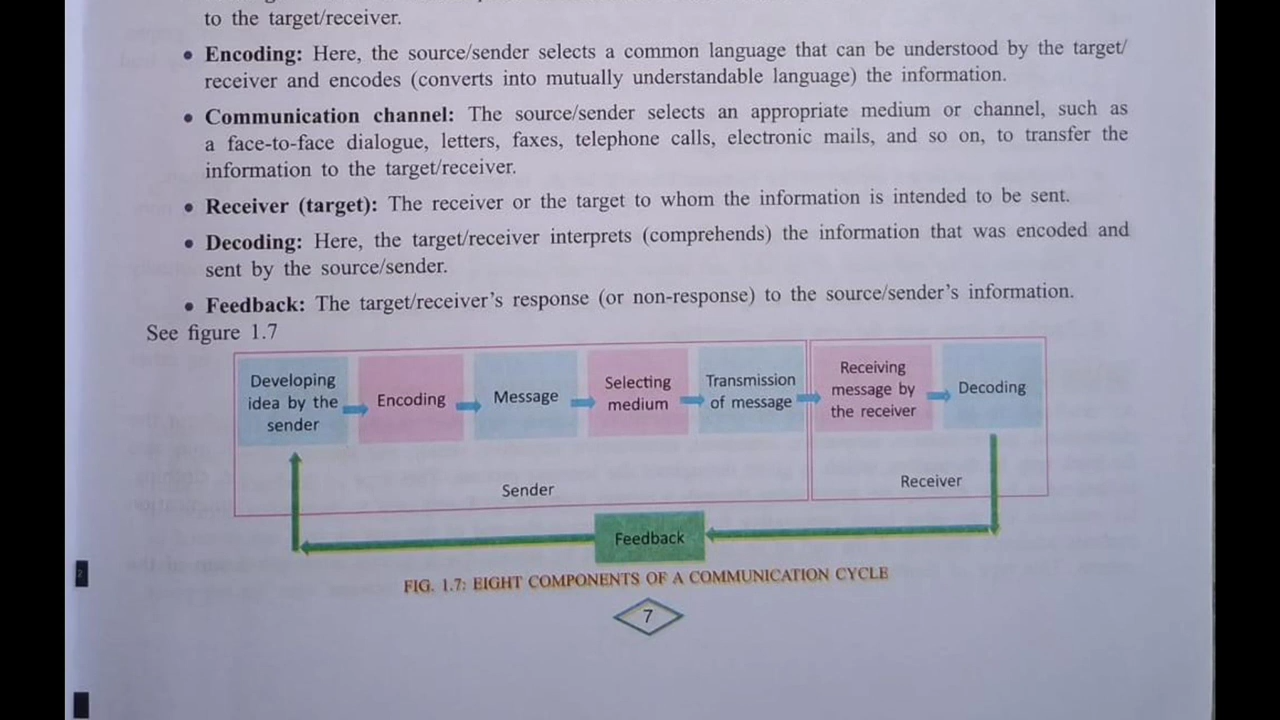 to the target/receiver.
• Encoding: Here, the source/sender selects a common language that can be understood by the target/
receiver and encodes (converts into mutually understandable language) the information.
• Communication channel: The source/sender selects an appropriate medium or channel, such as
a face-to-face dialogue, letters, faxes, telephone calls, electronic mails, and so on, to transfer the
information to the target/receiver.
• Receiver (target): The receiver or the target to whom the information is intended to be sent.
• Decoding: Here, the target/receiver interprets (comprehends) the information that was encoded and
sent by the source/sender.
• Feedback: The target/receiver's response (or non-response) to the source/sender's information.
See figure 1.7
Developing
idea by the
sender
Encoding
Message
Selecting
medium
Transmission
of message
Receiving
message by
the receiver
Decoding
Sender
Receiver
Feedback
FIG. 1.7: EIGHT COMPONENTS OF A COMMUNICATION CYCLE
7